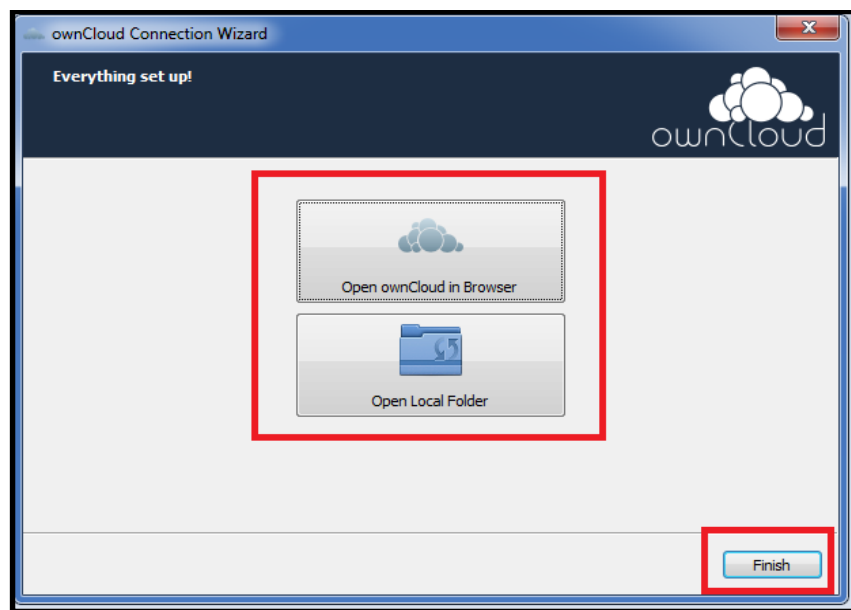 ownCloud Connection Wizard
Everything set up!
ownCloud
Open ownCloud in Browser
Open Local Folder
Finish